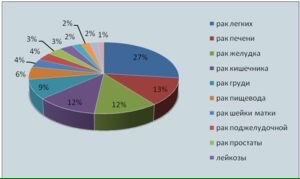 2%
2%
1%
3%
3%
4%
4%
6%
9%
12%
12%
13%
27%
рак легких
рак печени
рак желудка
рак кишечника
рак груди
рак пищевода
рак шейки матки
рак поджелудочной
рак простаты
лейкозы